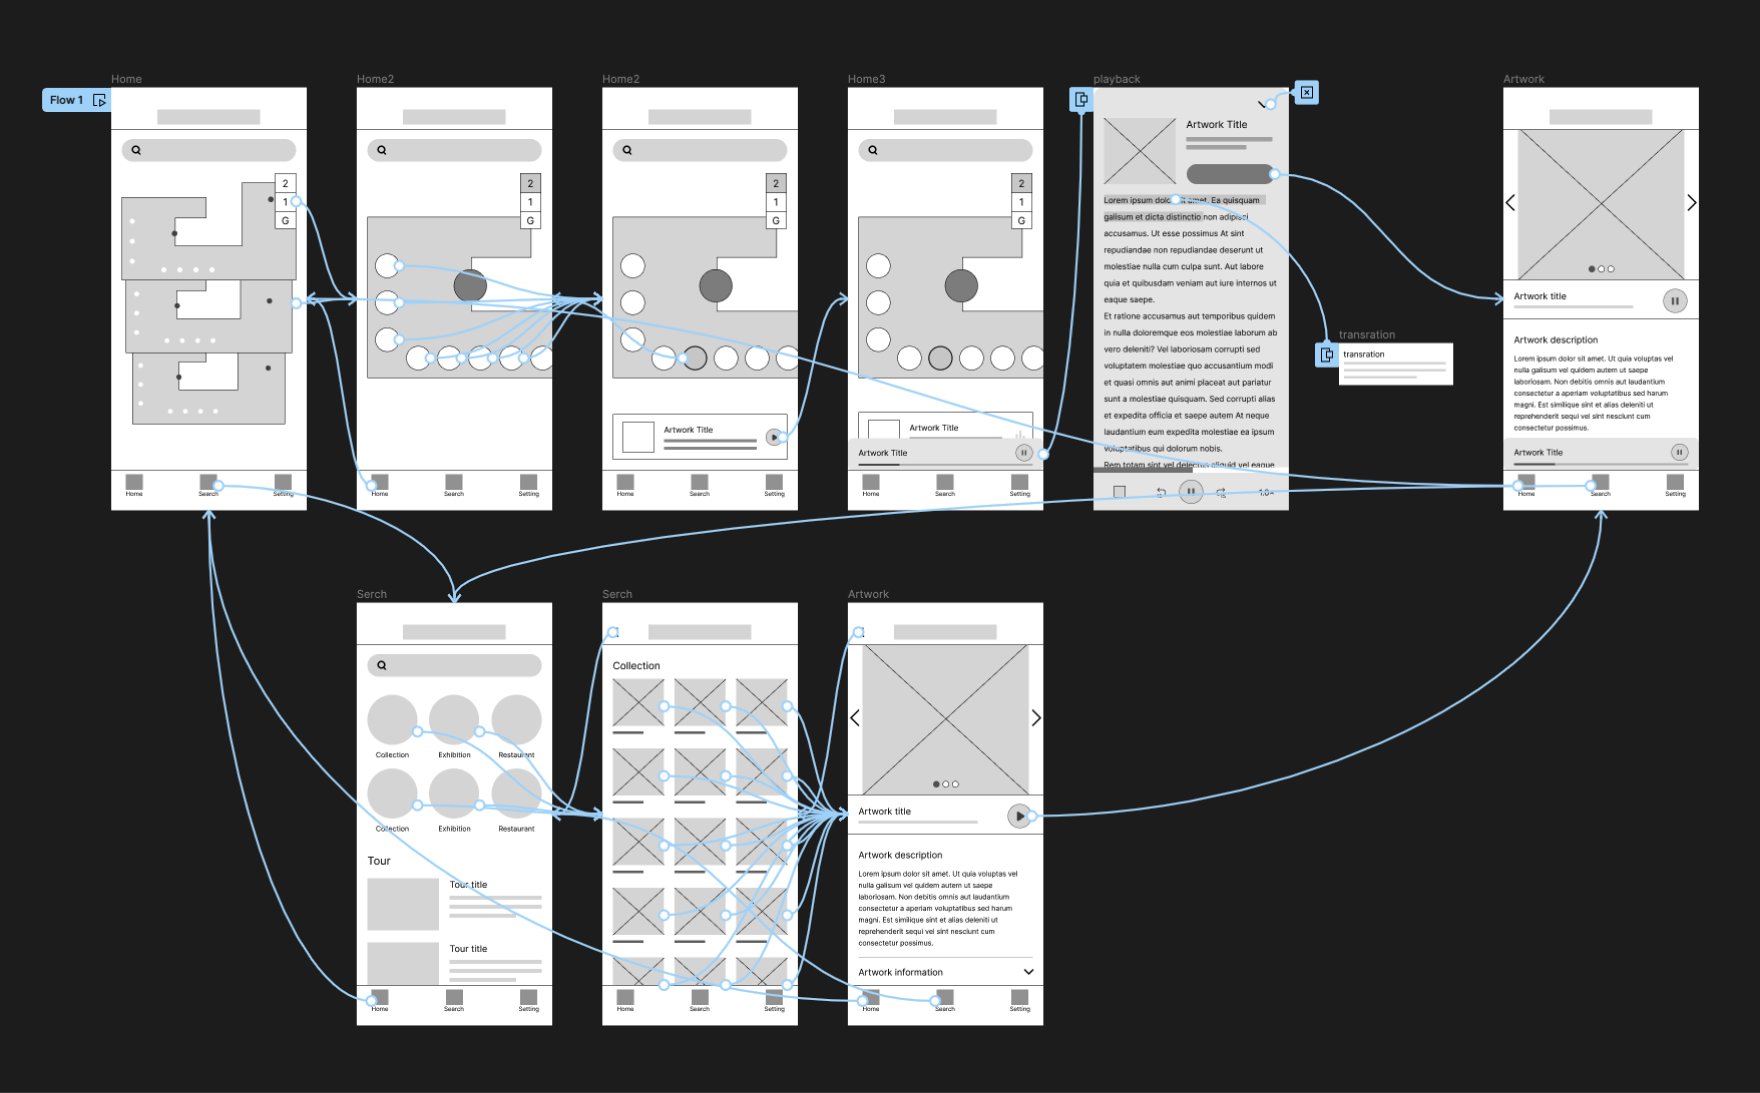 Home
Flow 1
2
1
G
Home
Search
Setting
Home2
2
1
G
Home
Search
Setting
Home2
2
1
G
Artwork Title
Home
Search
Setting
Home3
2
1
G
Artwork Title
Artwork Title
Home
Search
Setting
playback
Artwork Title
Lorem ipsum dolor sit amet. Ea quisquam
galisum et dicta distinctio non adipisci
accusamus. Ut esse possimus At sint
repudiandae non repudiandae deserunt ut
molestiae nulla cum culpa sunt. Aut labore
quia et quibusdam veniam aut iure internos ut
eaque saepe.
Et ratione accusamus aut temporibus quidem
in nulla doloremque eos molestiae laborum ab
vero deleniti? Vel laboriosam corrupti sed
voluptatem molestiae quo accusantium modi
et quasi omnis aut animi placeat aut pariatur
sunt a molestiae quisquam. Sed corrupti alias
et expedita officia et saepe autem At neque
laudantium eum expedita molestiae ea ipsum
voluptatibus qui dolorum nobis.
Rem totam sint vel delectus aliquid vel eaque
1.0x
transration
transration
Artwork
Artwork title
Artwork description
Lorem ipsum dolor sit amet. Ut quia voluptas vel
nulla galisum vel quidem autem ut saepe
laboriosam. Non debitis omnis aut laudantium
consectetur a aperiam voluptatibus sed harum
magni. Est similique sint et alias deleniti ut
reprehenderit sequi vel sint nesciunt cum
consectetur possimus.
Artwork Title
Home
Search
Setting
Serch
Collection
Exhibition
Restaurant
Collection
Exhibition
Restaurant
Tour
Tour title
Tour title
Home
Search
Setting
Serch
Collection
Home
Search
Setting
Artwork
Artwork title
Artwork description
Lorem ipsum dolor sit amet. Ut quia voluptas vel
nulla galisum vel quidem autem ut saepe
laborisam. Non debitis omnis aut laudantium
consectetur a aperiam voluptatibus sed harum
magni. Est similique sint et alias deleniti ut
reprehenderit sequi vel sint nesciunt cum
consectetur possimus.
Artwork information
Home
Search
Setting